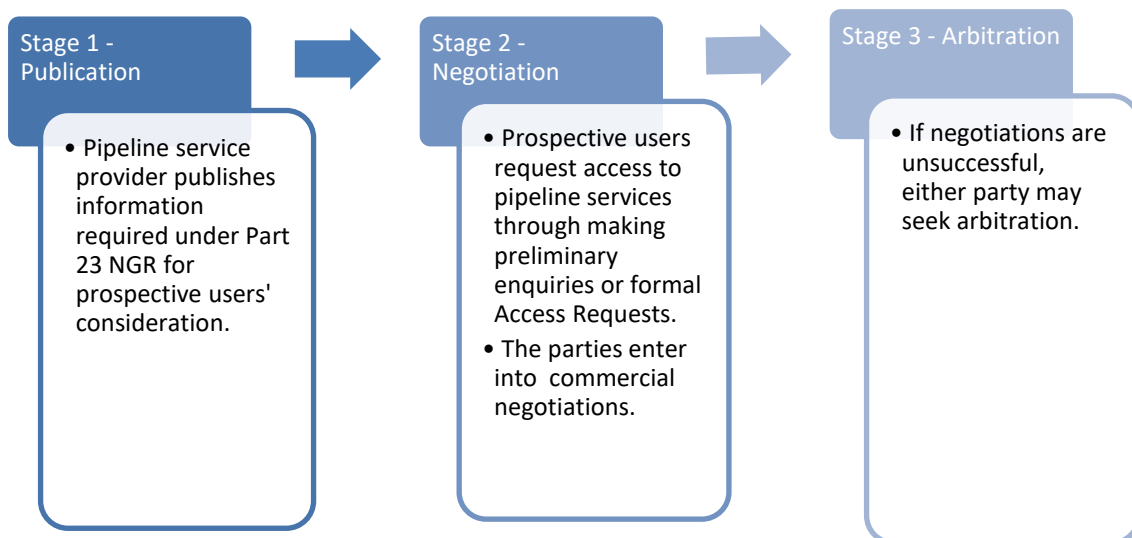 Stage 1 -
Publication
• Pipeline service
provider publishes
information
required under Part
23 NGR for
prospective users'
consideration.
Stage 2 -
Negotiation
• Prospective users
request access to
pipeline services
through making
preliminary
enquiries or formal
Access Requests.
• The parties enter
into commercial
negotiations.
Stage 3 - Arbitration
• If negotiations are
unsuccessful,
either party may
seek arbitration.